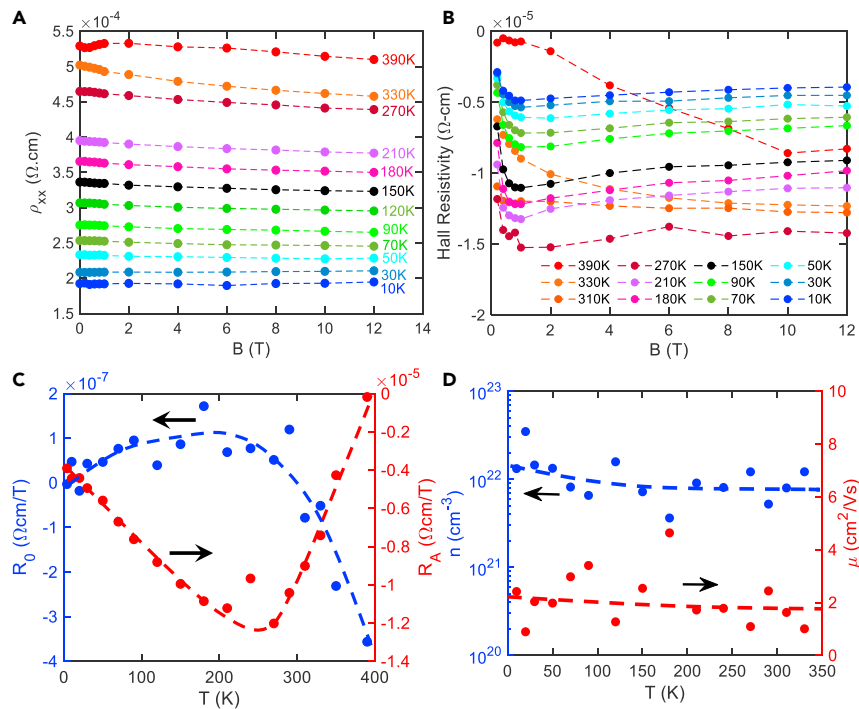 A
×10⁻⁴
5.5
5
4.5
4
3.5
3
2.5
2
1.5
ρxx (Ω.cm)
390K
330K
270K
210K
180K
150K
120K
90K
70K
50K
30K
10K
0 2 4 6 8 10 12 14
B (T)
B
×10⁻⁵
0
-0.5
-1
-1.5
-2
Hall Resistivity (Ω-cm)
390K 270K 150K 50K
330K 210K 90K 30K
310K 180K 70K 10K
0 2 4 6 8 10 12
B (T)
C
×10⁻⁷
2
1
0
-1
-2
-3
-4
R0 (Ωcm/T)
×10⁻⁵
0
-0.2
-0.4
-0.6
-0.8
-1
-1.2
-1.4
RA (Ωcm/T)
0 100 200 300 400
T (K)
D
10²³
10²²
10²¹
10²⁰
n (cm⁻³)
10
8
6
4
2
0
μ (cm²/Vs)
0 50 100 150 200 250 300 350
T (K)